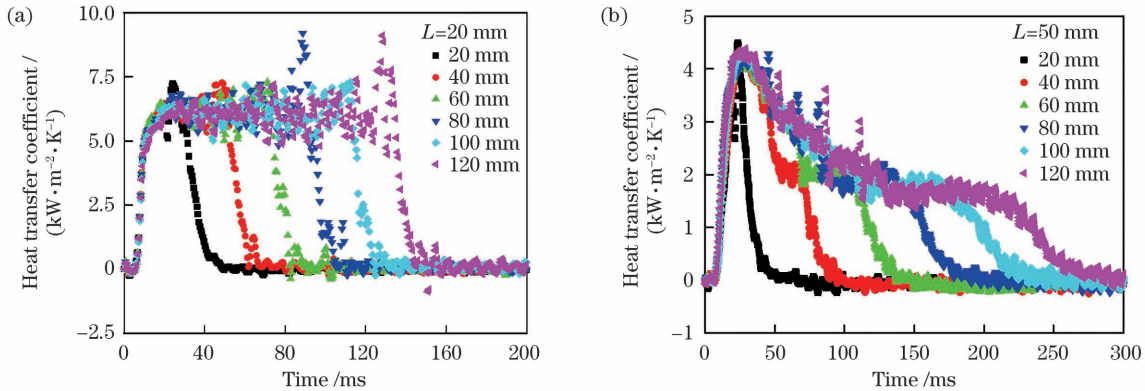 (a)
10.0
7.5
5.0
2.5
0
−2.5
Heat transfer coefficient /
(kW·m⁻²·K⁻¹)
L=20 mm
20 mm
40 mm
60 mm
80 mm
100 mm
120 mm
0 40 80 120 160 200
Time /ms
(b)
5
4
3
2
1
0
−1
Heat transfer coefficient /
(kW·m⁻²·K⁻¹)
L=50 mm
20 mm
40 mm
60 mm
80 mm
100 mm
120 mm
0 50 100 150 200 250 300
Time /ms